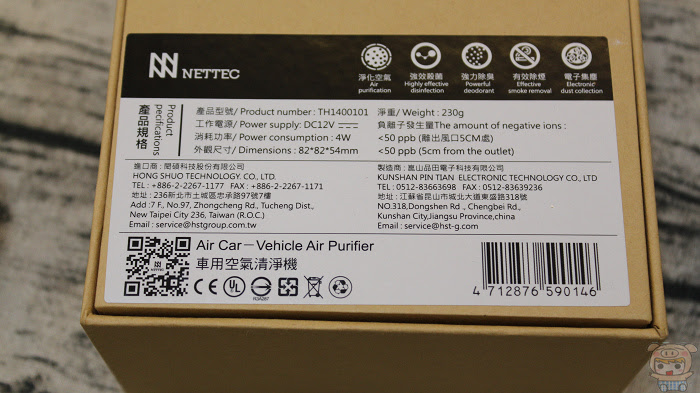 NETTEC
淨化空氣
Air
purification
強效殺菌
Highly effective
disinfection
強力除臭
Powerful
deodorant
有效除煙
Effective
smoke removal
電子集塵
Electronic
dust collection
Product
pecifications
產品規格
產品型號/ Product number : TH1400101
工作電源/ Power supply: DC12V
消耗功率/ Power consumption : 4W
外觀尺寸/ Dimensions : 82*82*54mm
淨重/ Weight : 230g
負離子發生量The amount of negative ions :
<50 ppb (離出風口5CM處)
<50 ppb (5cm from the outlet)
進口商 : 閎碩科技股份有限公司
HONG SHUO TECHNOLOGY CO., LTD
TEL : +886-2-2267-1177 FAX : +886-2-2267-1171
地址 : 236新北市土城區忠承路97號7樓
Add :7 F., No.97, Zhongcheng Rd., Tucheng Dist.,
New Taipei City 236, Taiwan (R.O.C.)
Email : service@hstgroup.com.tw
製造商 : 崑山品田電子科技有限公司
KUNSHAN PIN TIAN ELECTRONIC TECHNOLOGY CO.,LTD
TEL : 0512-83663698 FAX : 0512-83639236
地址 : 江蘇省昆山市城北大道東318號
NO.318,Dongshen Rd., Chengbei Rd.,
Kunshan City,Jiangsu Province,china
Email : service@hst-g.com
Air Car－Vehicle Air Purifier
車用空氣清淨機
R3A287
4 712876 590146